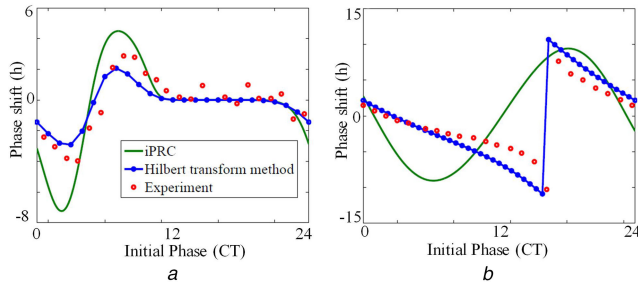 6
0
-8
Phase shift (h)
iPRC
Hilbert transform method
Experiment
0 12 24
Initial Phase (CT)
a
15
0
-15
Phase shift (h)
0 12 24
Initial Phase (CT)
b